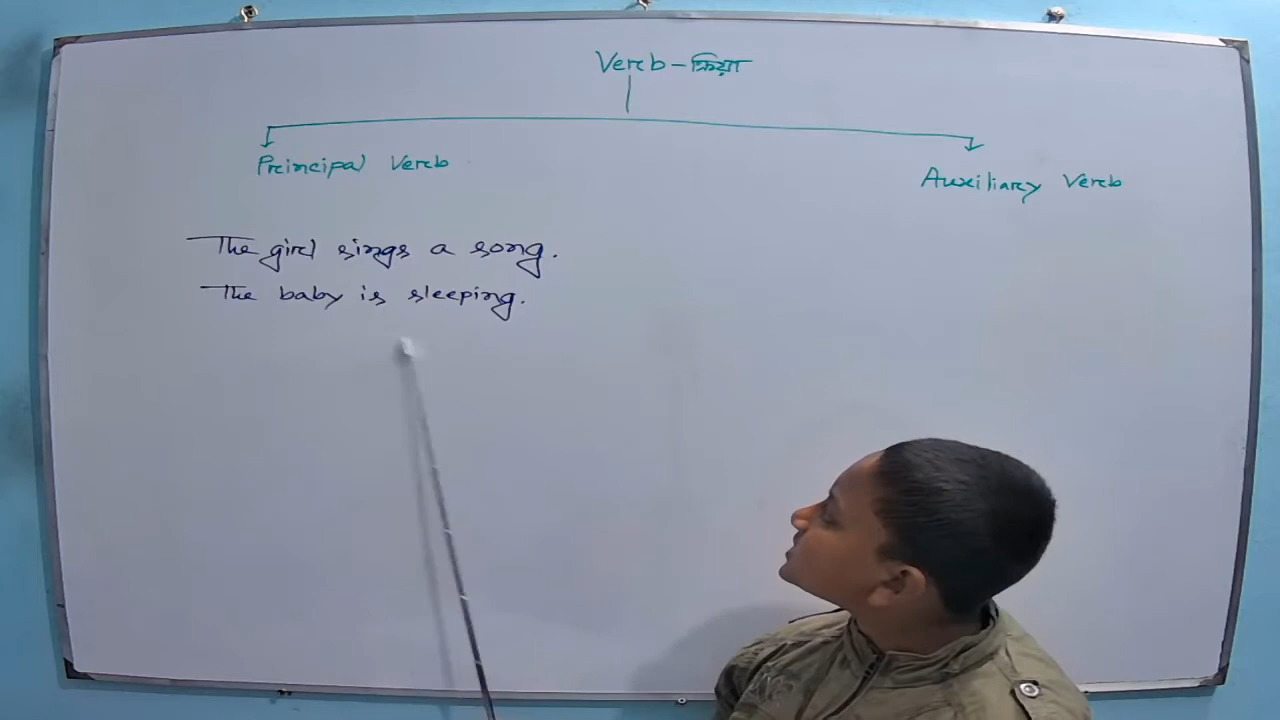 Verb - ক্রিয়া
Principal Verb
Auxiliary Verb
The girl sings a song.
The baby is sleeping.